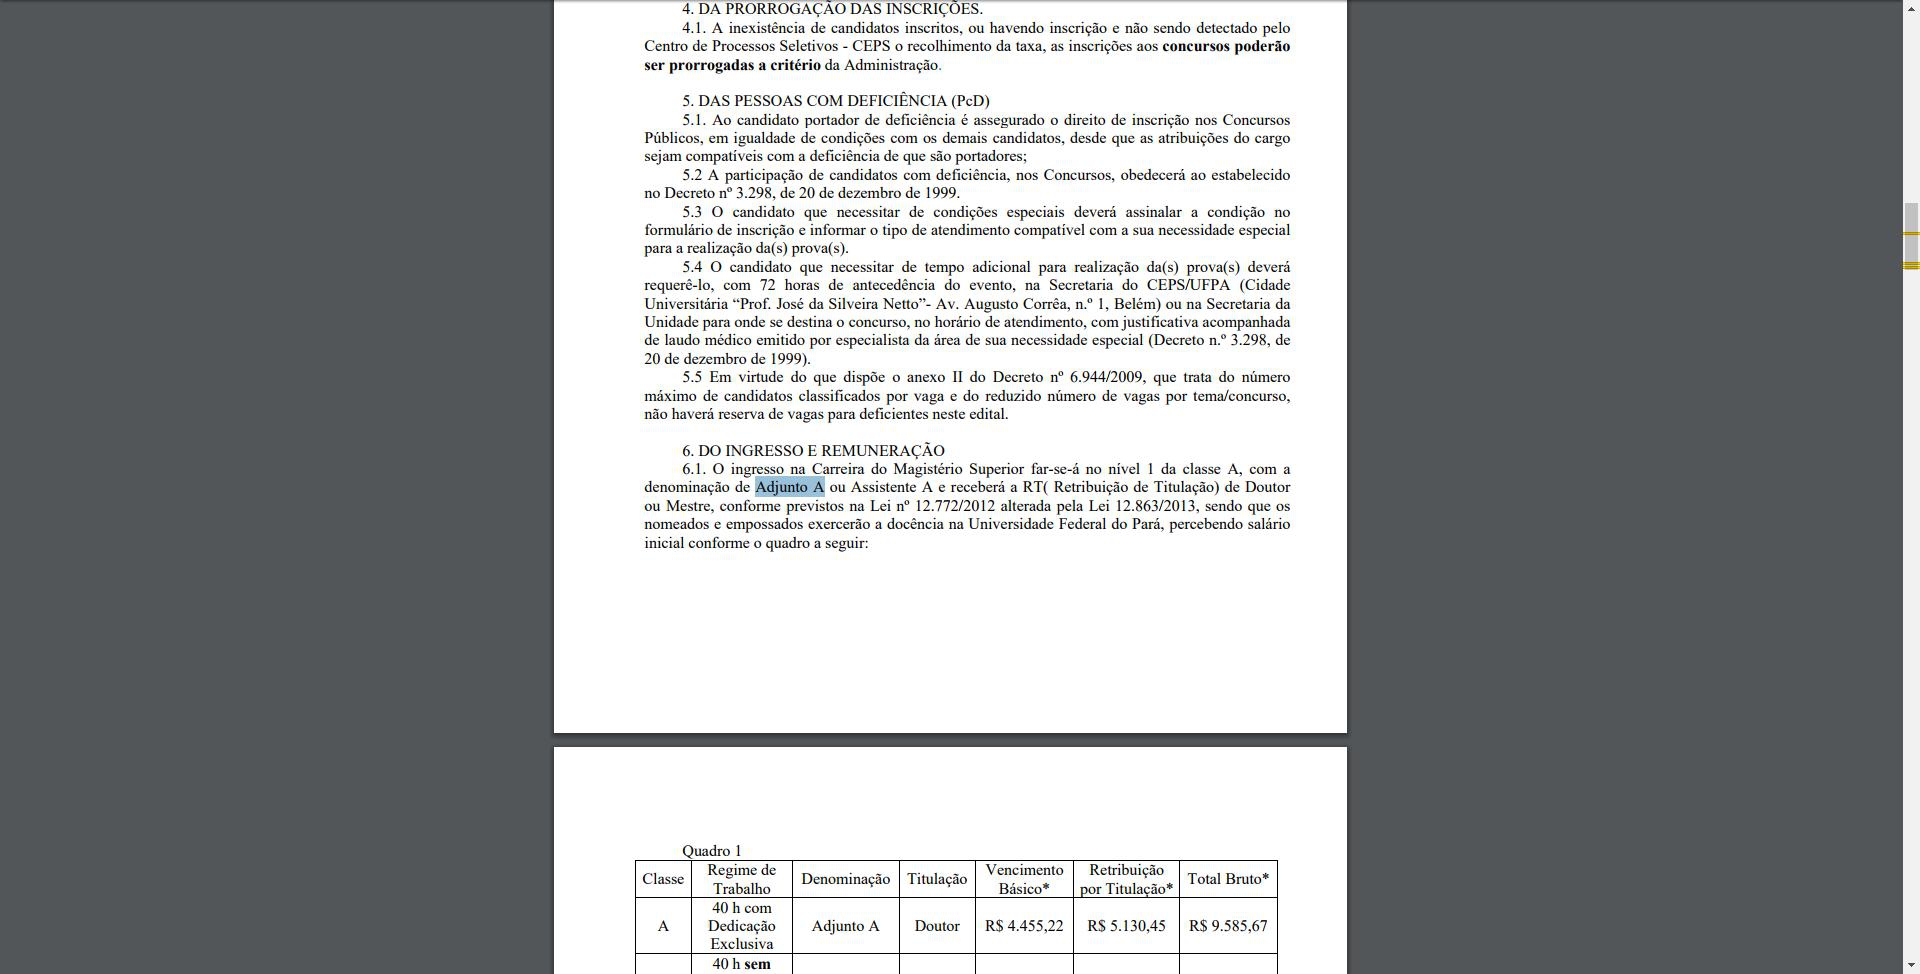 4. DA PRORROGAÇÃO DAS INSCRIÇÕES.
4.1. A inexistência de candidatos inscritos, ou havendo inscrição e não sendo detectado pelo
Centro de Processos Seletivos - CEPS o recolhimento da taxa, as inscrições aos concursos poderão
ser prorrogadas a critério da Administração.
5. DAS PESSOAS COM DEFICIÊNCIA (PcD)
5.1. Ao candidato portador de deficiência é assegurado o direito de inscrição nos Concursos
Públicos, em igualdade de condições com os demais candidatos, desde que as atribuições do cargo
sejam compatíveis com a deficiência de que são portadores;
5.2 A participação de candidatos com deficiência, nos Concursos, obedecerá ao estabelecido
no Decreto nº 3.298, de 20 de dezembro de 1999.
5.3 O candidato que necessitar de condições especiais deverá assinalar a condição no
formulário de inscrição e informar o tipo de atendimento compatível com a sua necessidade especial
para a realização da(s) prova(s).
5.4 O candidato que necessitar de tempo adicional para realização da(s) prova(s) deverá
requerê-lo, com 72 horas de antecedência do evento, na Secretaria do CEPS/UFPA (Cidade
Universitária “Prof. José da Silveira Netto”- Av. Augusto Corrêa, n.º 1, Belém) ou na Secretaria da
Unidade para onde se destina o concurso, no horário de atendimento, com justificativa acompanhada
de laudo médico emitido por especialista da área de sua necessidade especial (Decreto n.º 3.298, de
20 de dezembro de 1999).
5.5 Em virtude do que dispõe o anexo II do Decreto nº 6.944/2009, que trata do número
máximo de candidatos classificados por vaga e do reduzido número de vagas por tema/concurso,
não haverá reserva de vagas para deficientes neste edital.
6. DO INGRESSO E REMUNERAÇÃO
6.1. O ingresso na Carreira do Magistério Superior far-se-á no nível 1 da classe A, com a
denominação de Adjunto A ou Assistente A e receberá a RT( Retribuição de Titulação) de Doutor
ou Mestre, conforme previstos na Lei nº 12.772/2012 alterada pela Lei 12.863/2013, sendo que os
nomeados e empossados exercerão a docência na Universidade Federal do Pará, percebendo salário
inicial conforme o quadro a seguir:
Quadro 1
Classe
Regime de
Trabalho
Denominação
Titulação
Vencimento
Básico*
Retribuição
por Titulação*
Total Bruto*
A
40 h com
Dedicação
Exclusiva
Adjunto A
Doutor
R$ 4.455,22
R$ 5.130,45
R$ 9.585,67
40 h sem